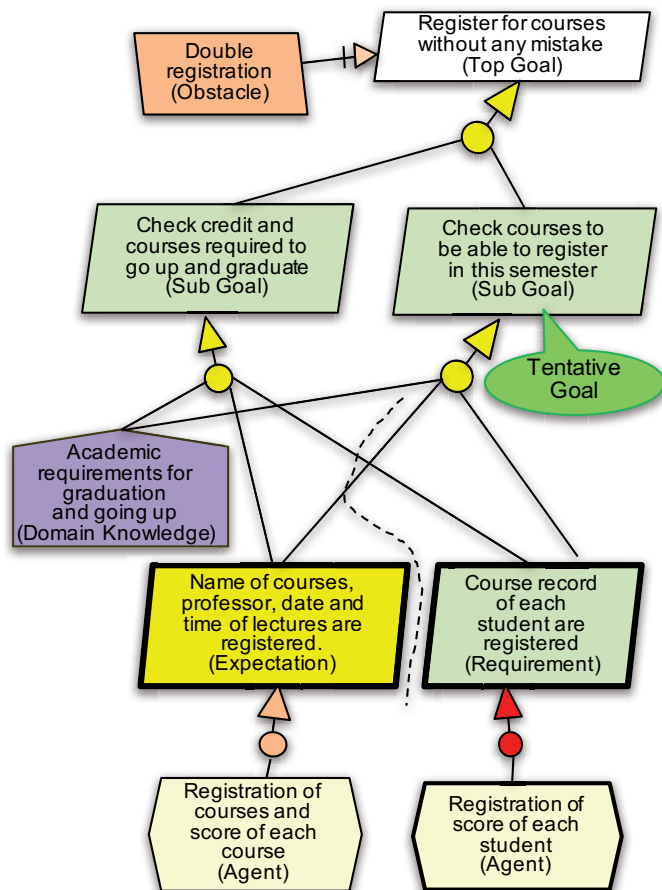 Register for courses
without any mistake
(Top Goal)
Double
registration
(Obstacle)
Check credit and
courses required to
go up and graduate
(Sub Goal)
Check courses to
be able to register
in this semester
(Sub Goal)
Tentative
Goal
Academic
requirements for
graduation
and going up
(Domain Knowledge)
Name of courses,
professor, date and
time of lectures are
registered.
(Expectation)
Course record
of each
student are
registered
(Requirement)
Registration of
courses and
score of each
course
(Agent)
Registration of
score of each
student
(Agent)